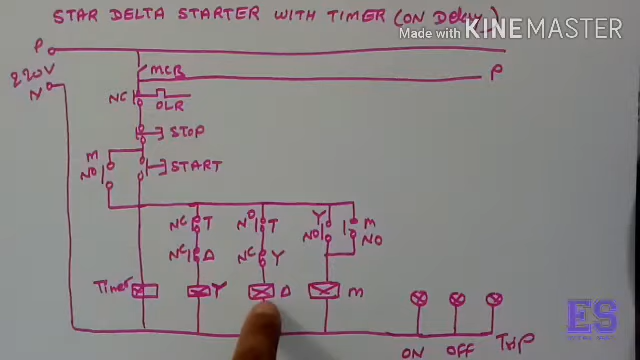 STAR DELTA STARTER WITH TIMER (ON Delay)
Made with KINEMASTER
P
MCB
P
220V
N
NC OLR
STOP
M
NO START
NC T NO T Y
NO M
NO
NC Δ NC Y
Timer Y Δ M
ES
ON OFF Trip